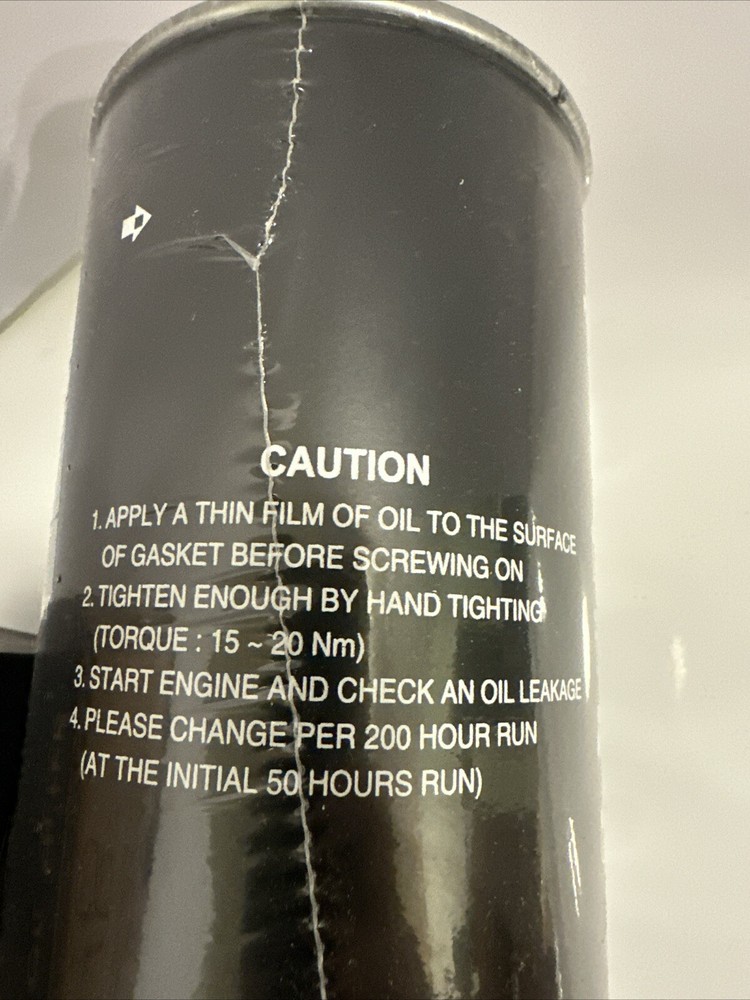 CAUTION
1. APPLY A THIN FILM OF OIL TO THE SURFACE
OF GASKET BEFORE SCREWING ON
2. TIGHTEN ENOUGH BY HAND TIGHTING
(TORQUE : 15 ~ 20 Nm)
3. START ENGINE AND CHECK AN OIL LEAKAGE
4. PLEASE CHANGE PER 200 HOUR RUN
(AT THE INITIAL 50 HOURS RUN)